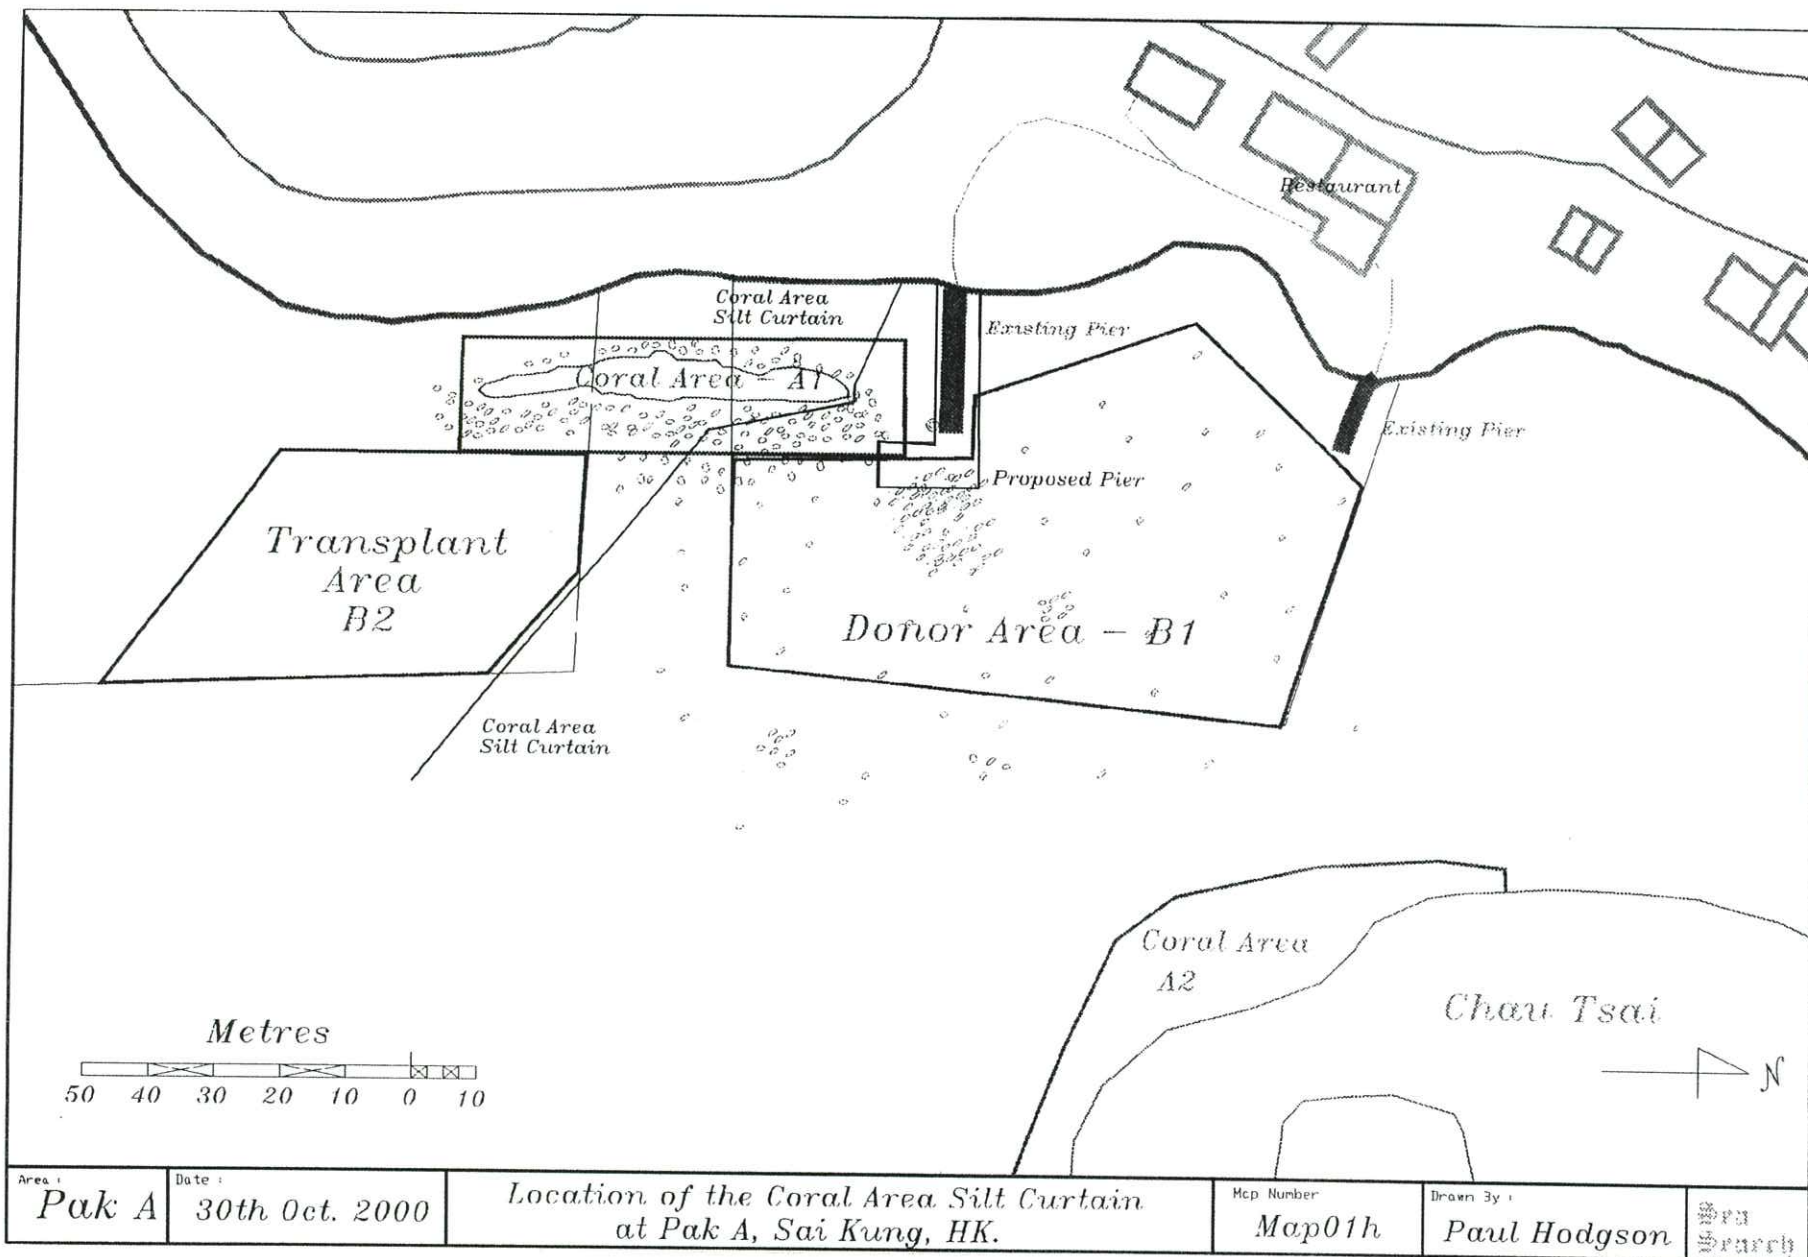 Restaurant
Coral Area
Silt Curtain
Existing Pier
Coral Area - A1
Existing Pier
Proposed Pier
Transplant
Area
B2
Donor Area - B1
Coral Area
Silt Curtain
Coral Area
A2
Chau Tsai
Metres
50 40 30 20 10 0 10
N
Area :
Pak A
Date :
30th Oct. 2000
Location of the Coral Area Silt Curtain
at Pak A, Sai Kung, HK.
Map Number
Map01h
Drawn By :
Paul Hodgson